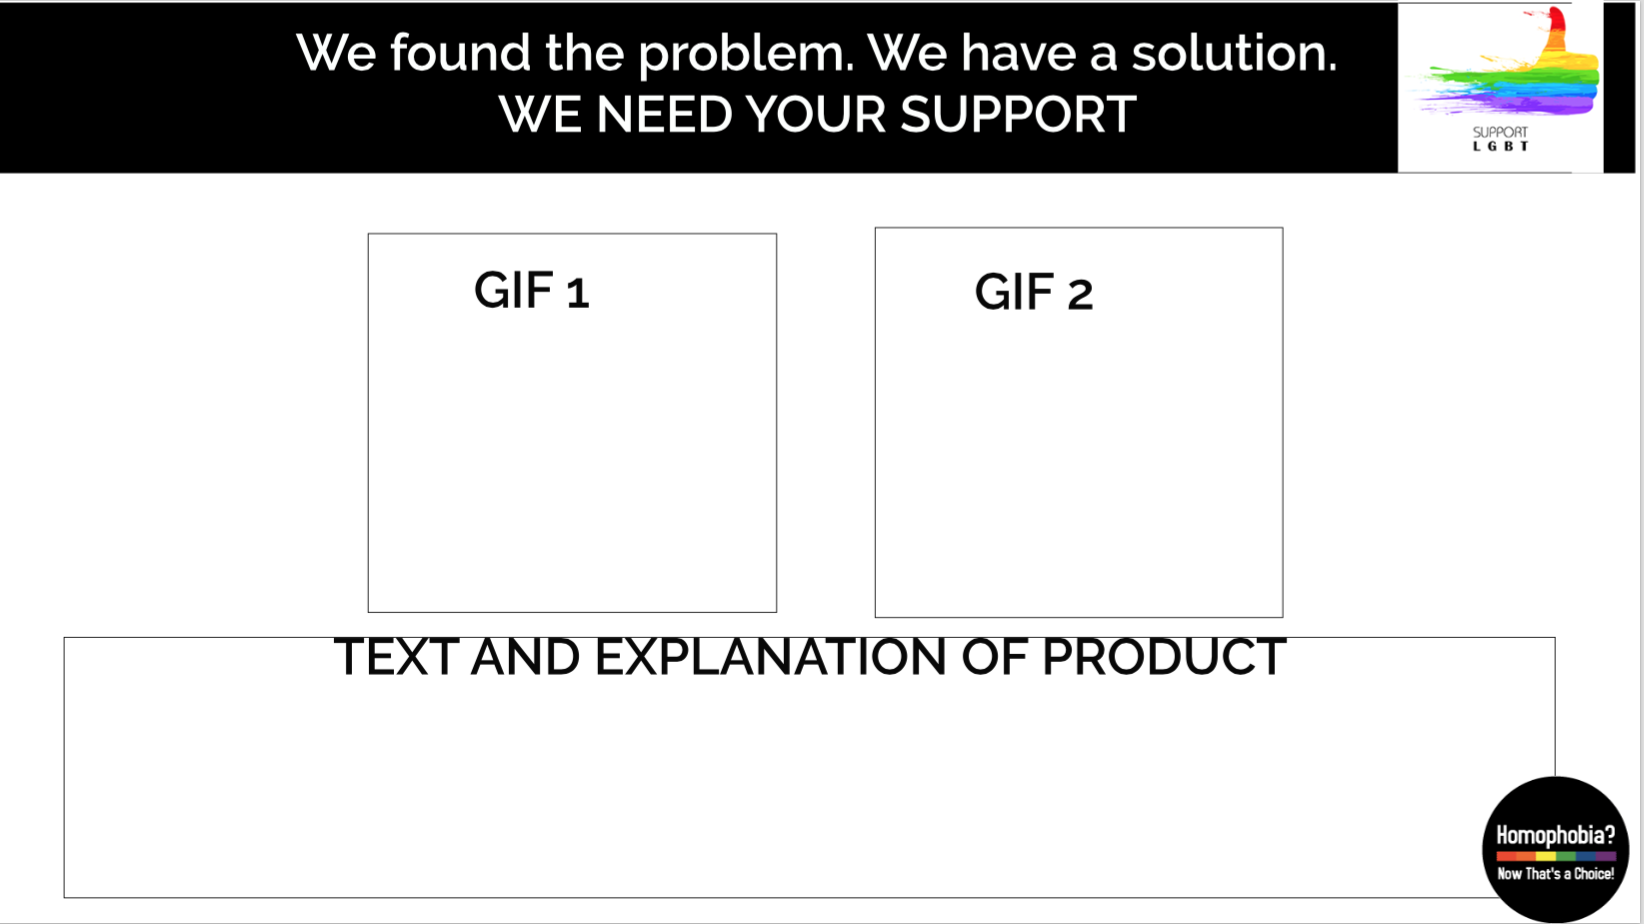 We found the problem. We have a solution.
WE NEED YOUR SUPPORT
SUPPORT
LGBT
GIF 1
GIF 2
TEXT AND EXPLANATION OF PRODUCT
Homophobia?
Now That's a Choice!